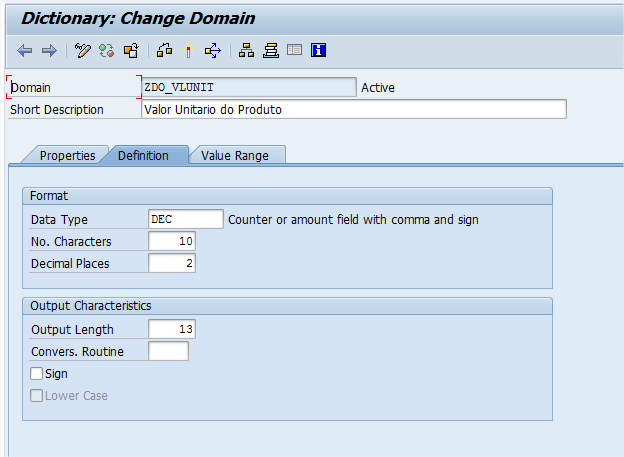 Dictionary: Change Domain
Domain ZDO_VLUNIT Active
Short Description Valor Unitario do Produto
Properties Definition Value Range
Format
Data Type DEC Counter or amount field with comma and sign
No. Characters 10
Decimal Places 2
Output Characteristics
Output Length 13
Convers. Routine
Sign
Lower Case